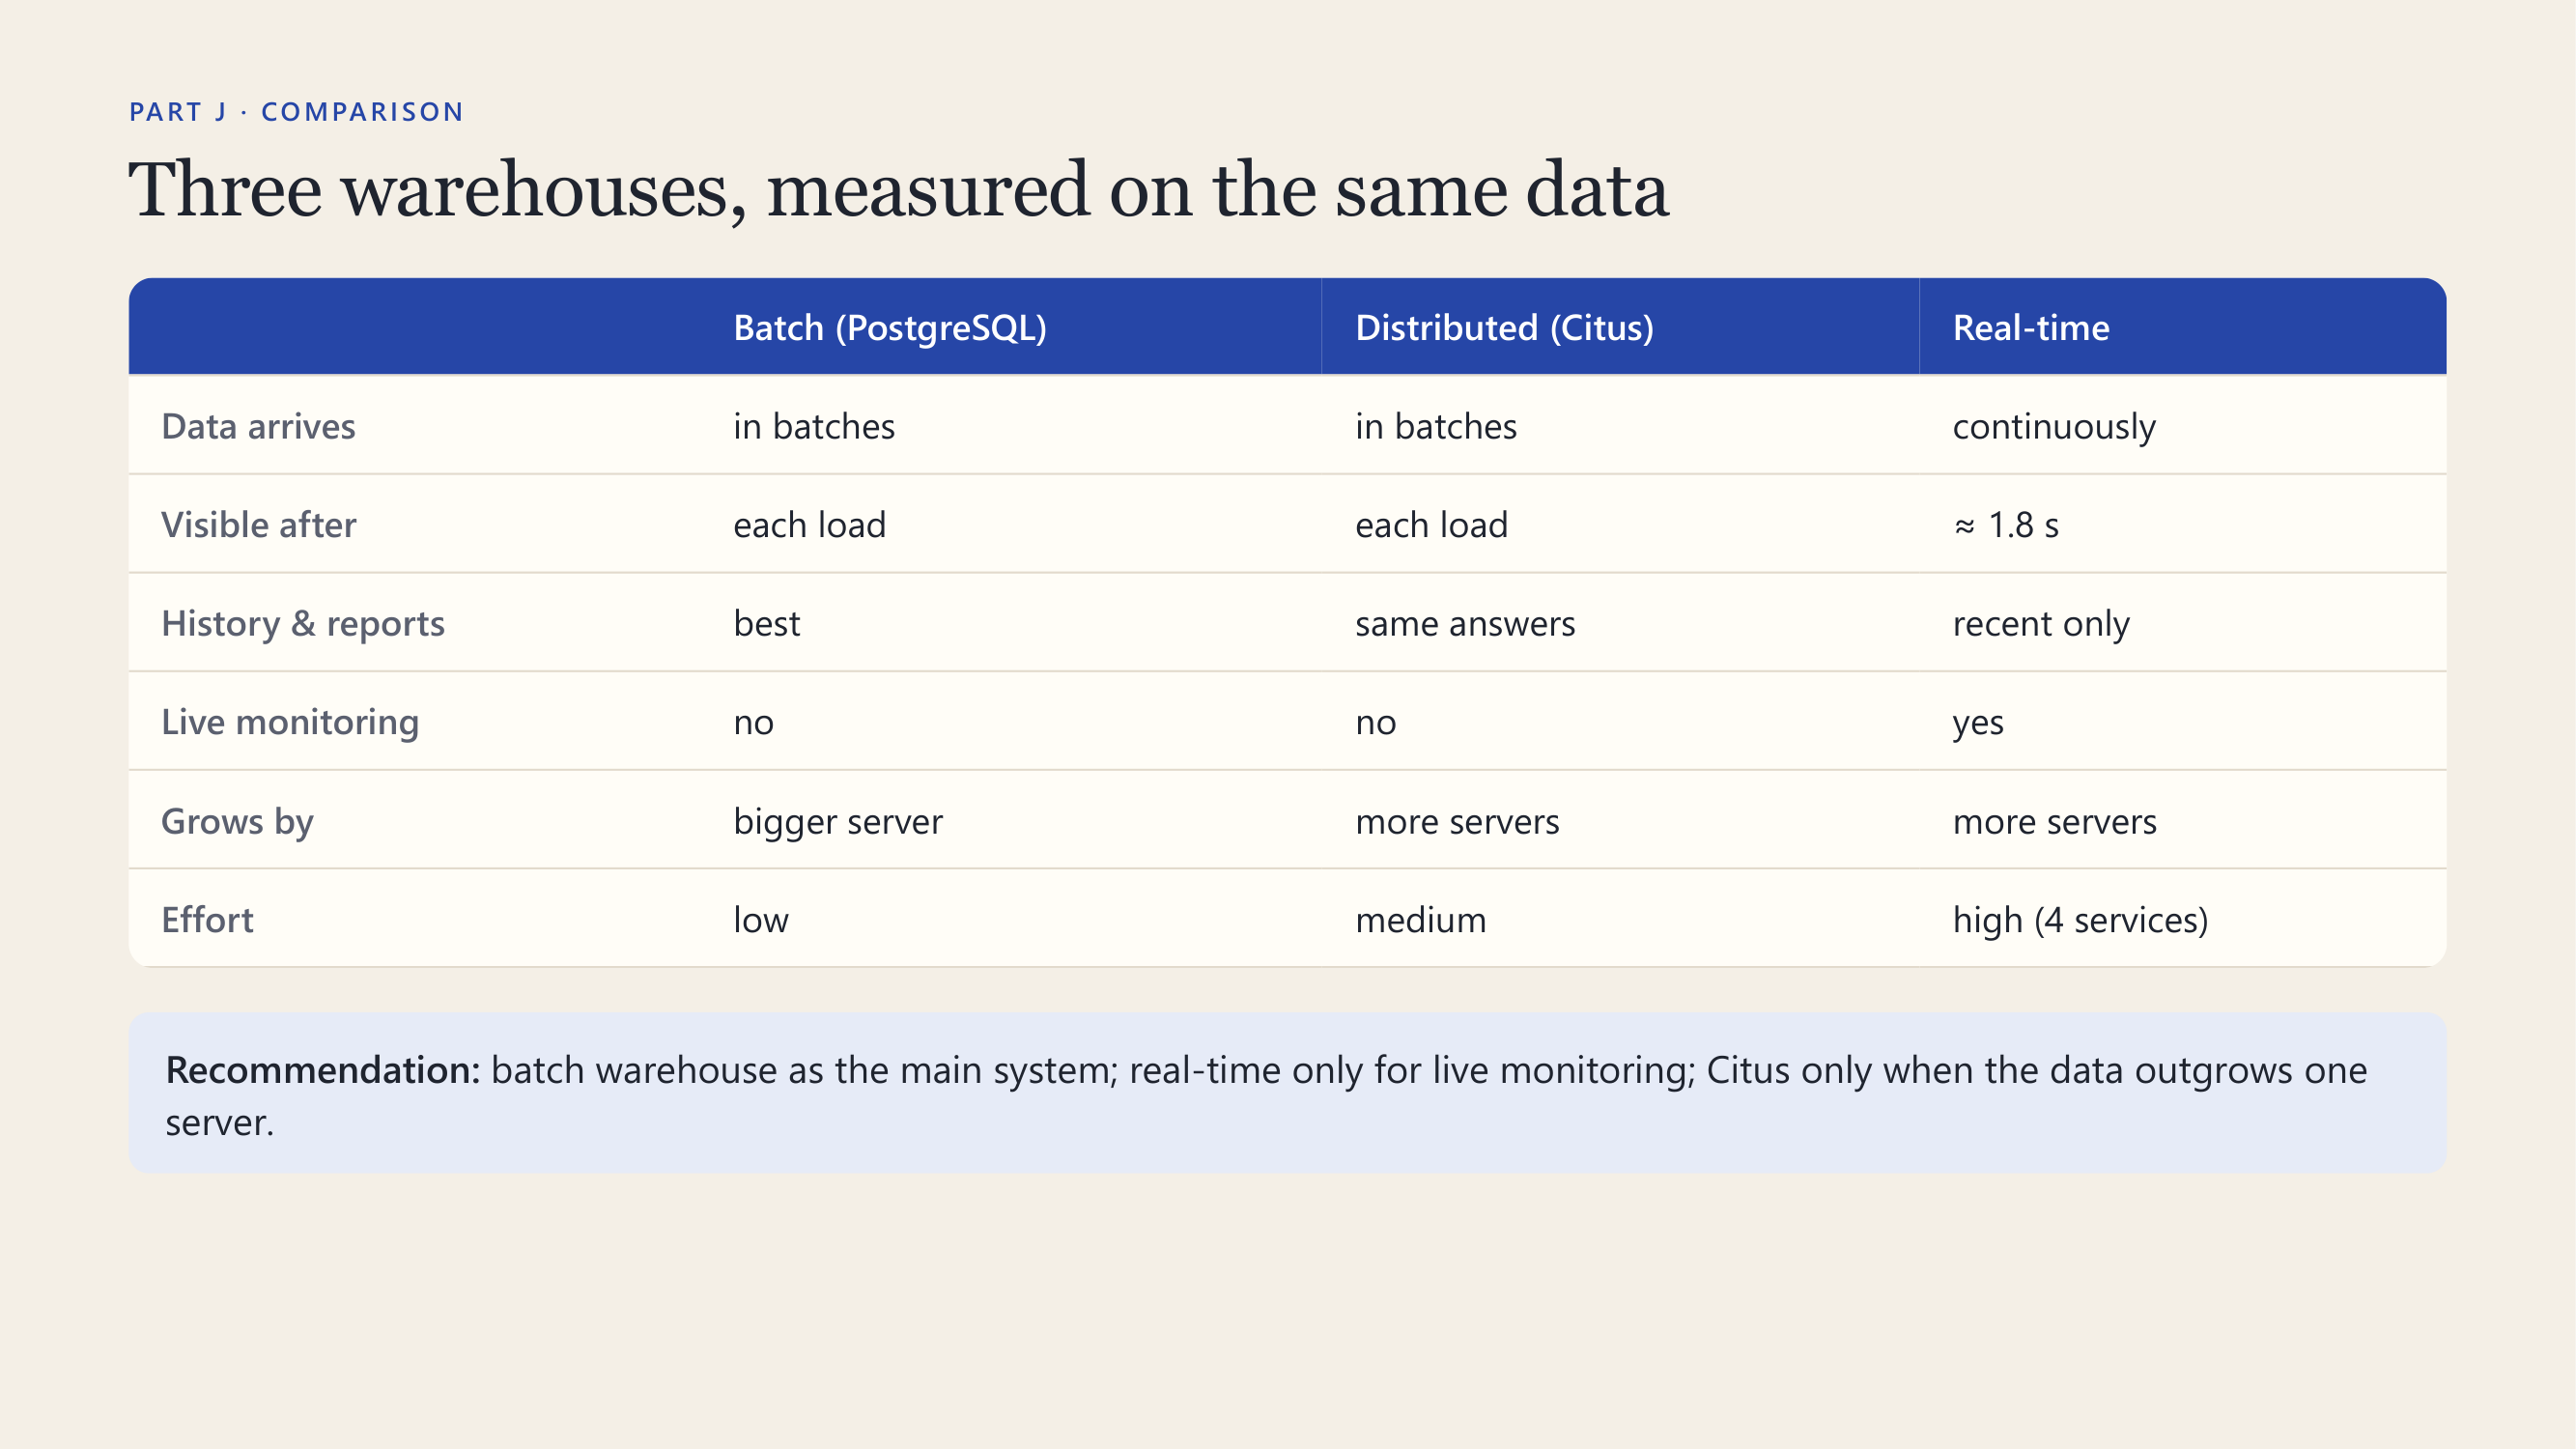 PART J · COMPARISON
Three warehouses, measured on the same data
Batch (PostgreSQL) Distributed (Citus) Real-time
Data arrives in batches in batches continuously
Visible after each load each load ≈ 1.8 s
History & reports best same answers recent only
Live monitoring no no yes
Grows by bigger server more servers more servers
Effort low medium high (4 services)
Recommendation: batch warehouse as the main system; real-time only for live monitoring; Citus only when the data outgrows one
server.